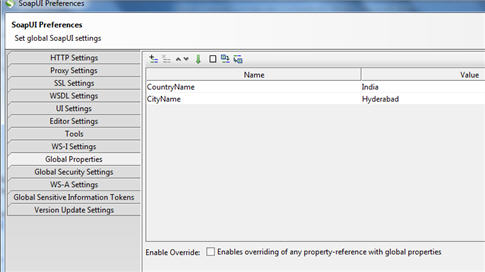 SoapUI Preferences
SoapUI Preferences
Set global SoapUI settings
HTTP Settings
Proxy Settings
SSL Settings
WSDL Settings
UI Settings
Editor Settings
Tools
WS-I Settings
Global Properties
Global Security Settings
WS-A Settings
Global Sensitive Information Tokens
Version Update Settings
Name Value
CountryName India
CityName Hyderabad
Enable Override: Enables overriding of any property-reference with global properties